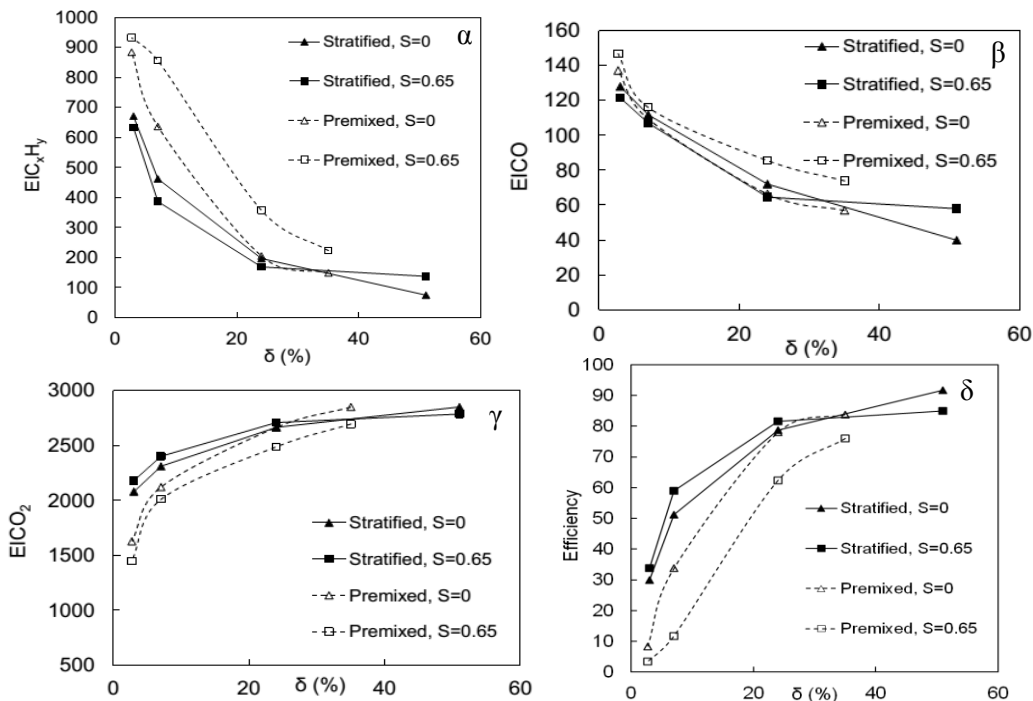 α
EICₓHᵧ
1000
900
800
700
600
500
400
300
200
100
0
0
20
40
60
δ (%)
Stratified, S=0
Stratified, S=0.65
Premixed, S=0
Premixed, S=0.65
β
EICO
160
140
120
100
80
60
40
20
0
0
20
40
60
δ (%)
Stratified, S=0
Stratified, S=0.65
Premixed, S=0
Premixed, S=0.65
γ
EICO₂
3000
2500
2000
1500
1000
500
0
20
40
60
δ (%)
Stratified, S=0
Stratified, S=0.65
Premixed, S=0
Premixed, S=0.65
δ
Efficiency
100
90
80
70
60
50
40
30
20
10
0
0
20
40
60
δ (%)
Stratified, S=0
Stratified, S=0.65
Premixed, S=0
Premixed, S=0.65